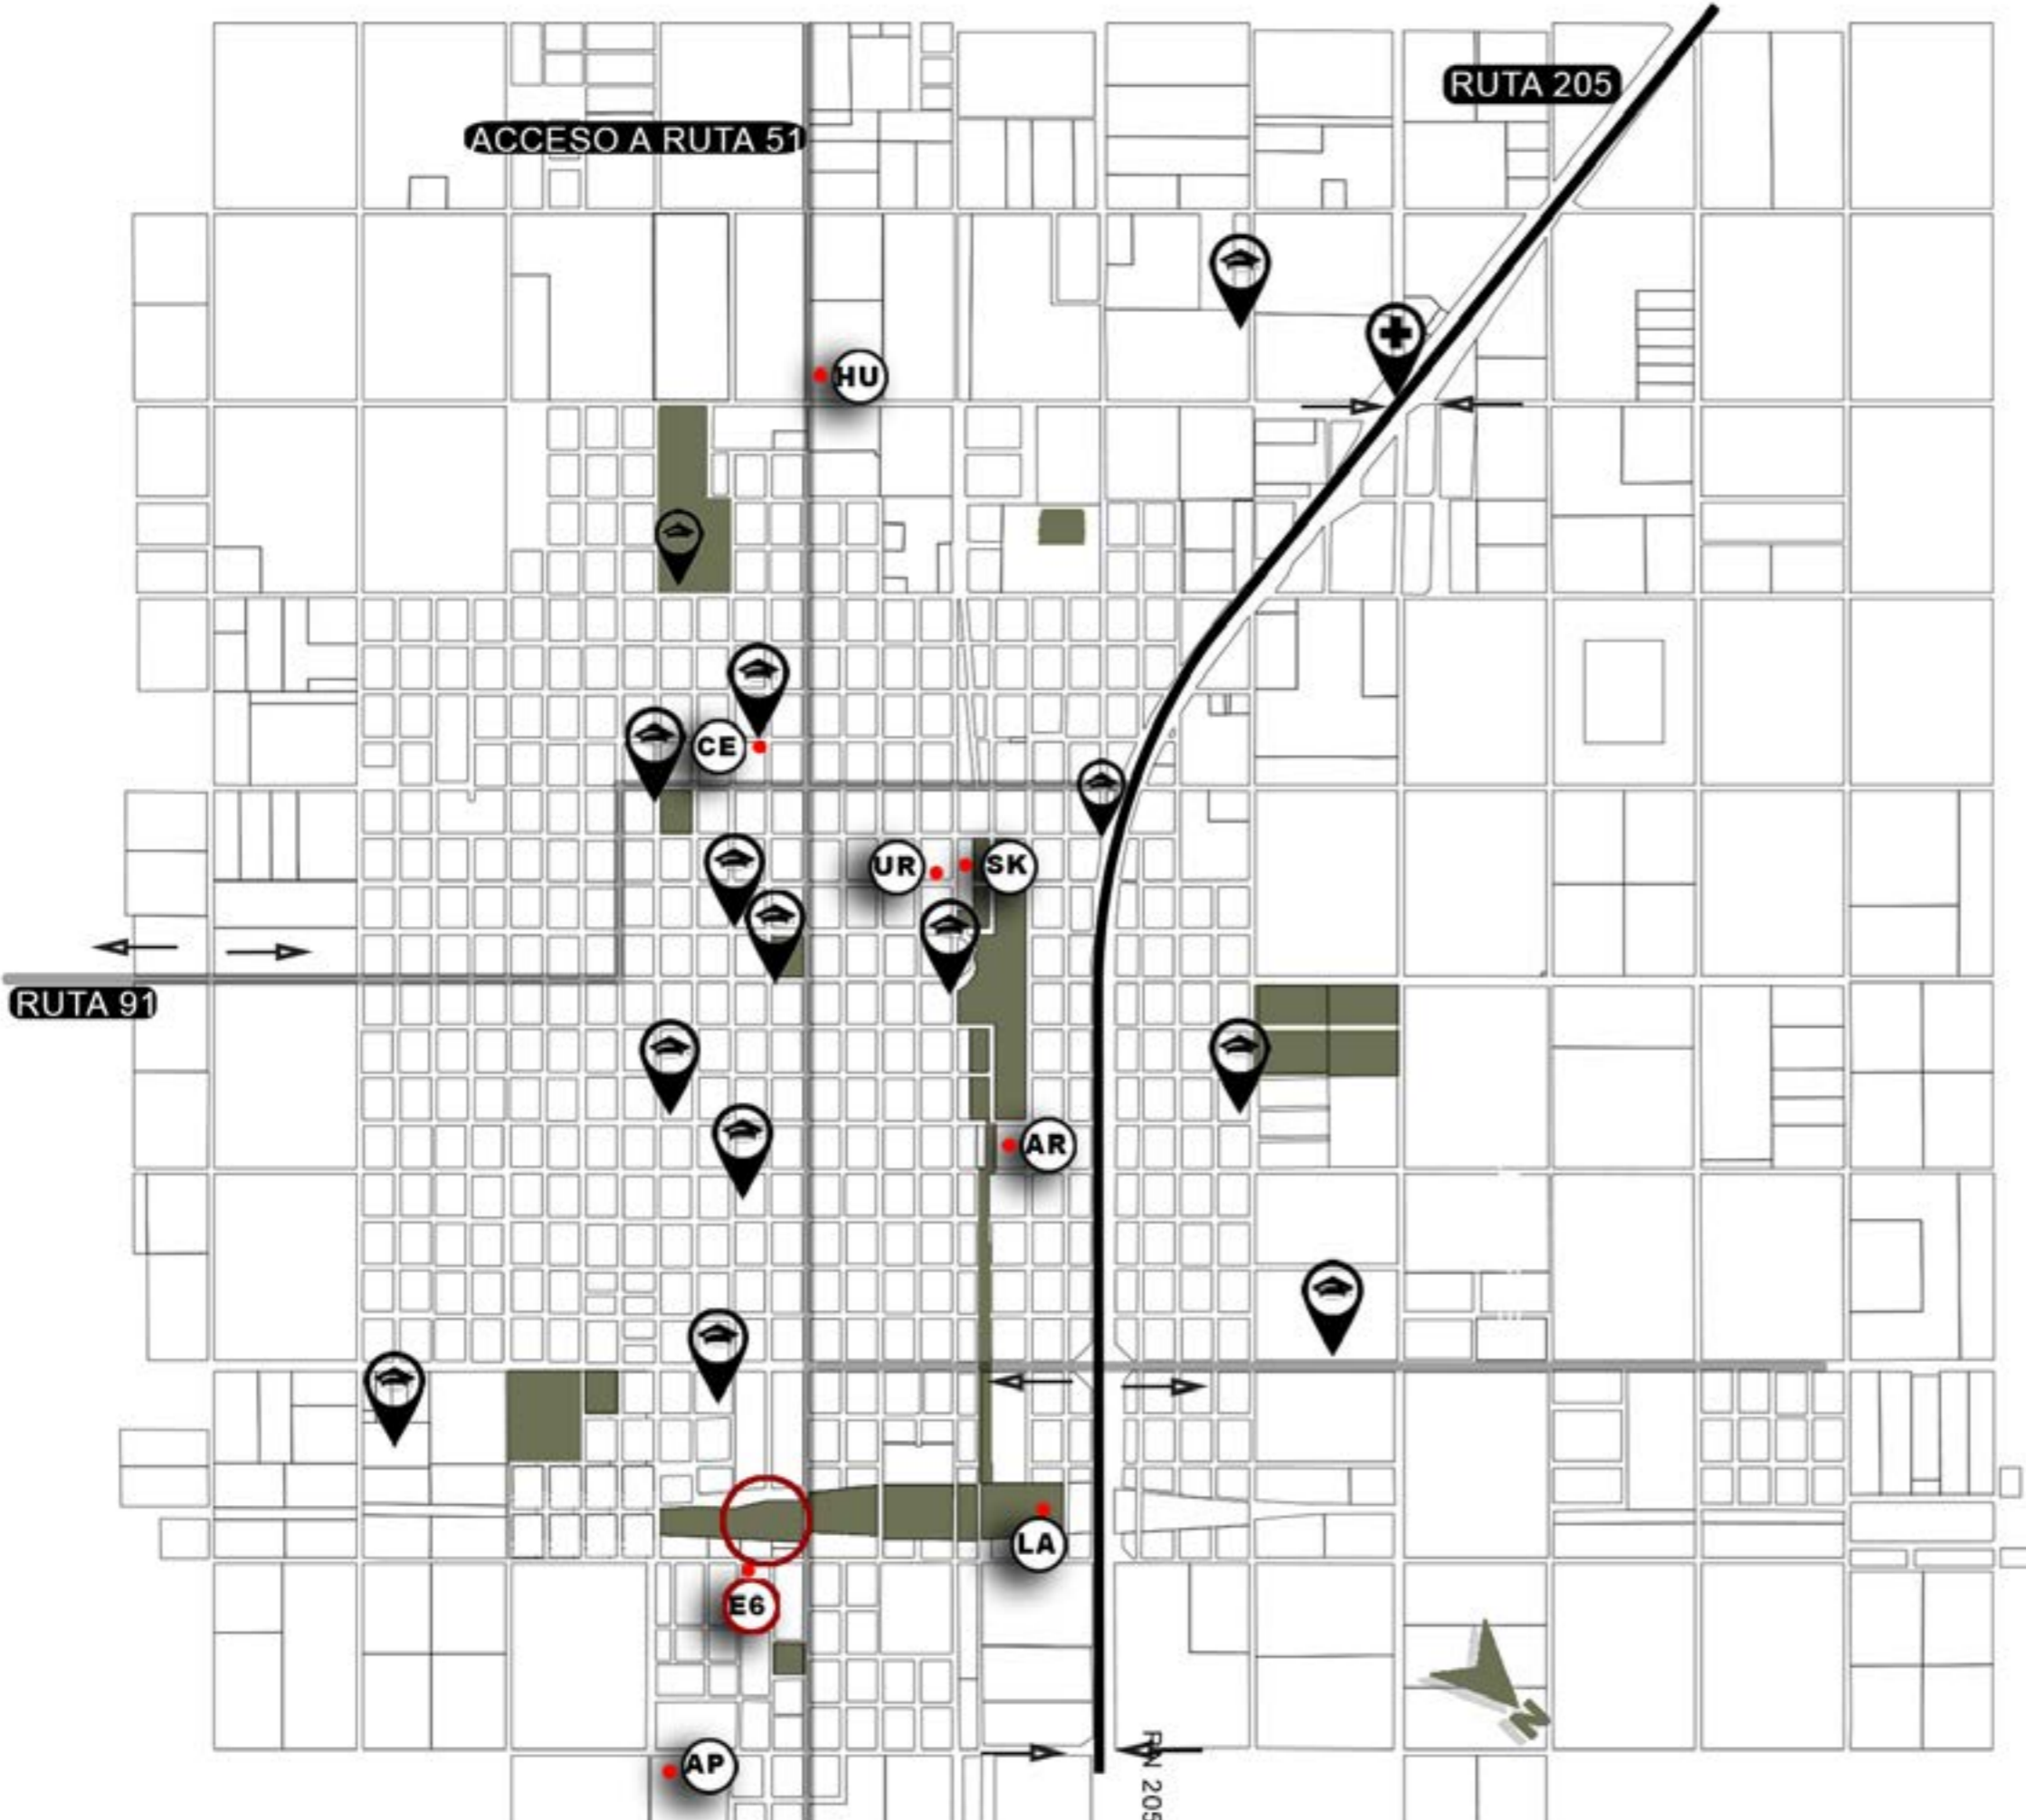 RUTA 205
ACCESO A RUTA 51
HU
CE
UR
SK
RUTA 91
AR
LA
E6
N
AP
RN 205